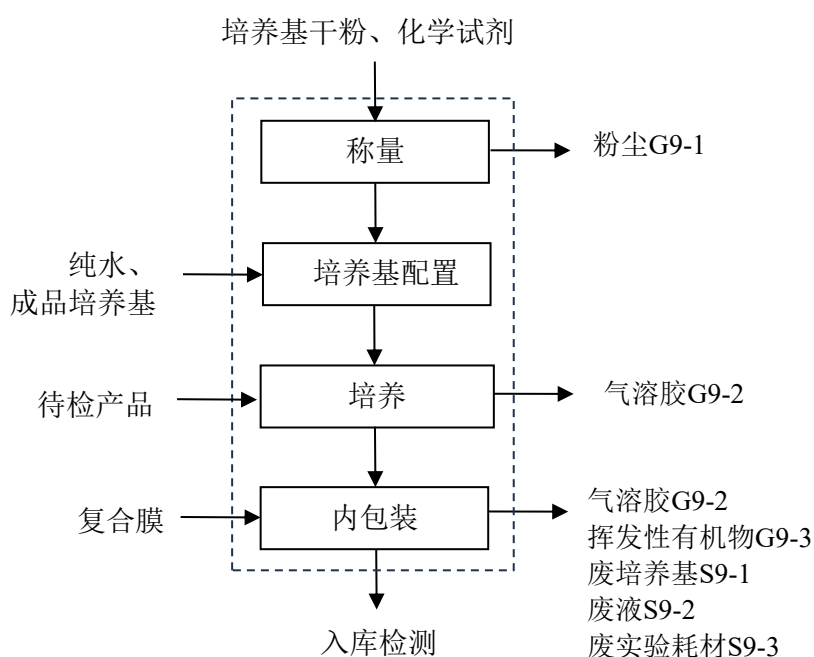 培养基干粉、化学试剂
称量
粉尘G9-1
纯水、
成品培养基
培养基配置
待检产品
培养
气溶胶G9-2
复合膜
内包装
气溶胶G9-2
挥发性有机物G9-3
废培养基S9-1
废液S9-2
废实验耗材S9-3
入库检测